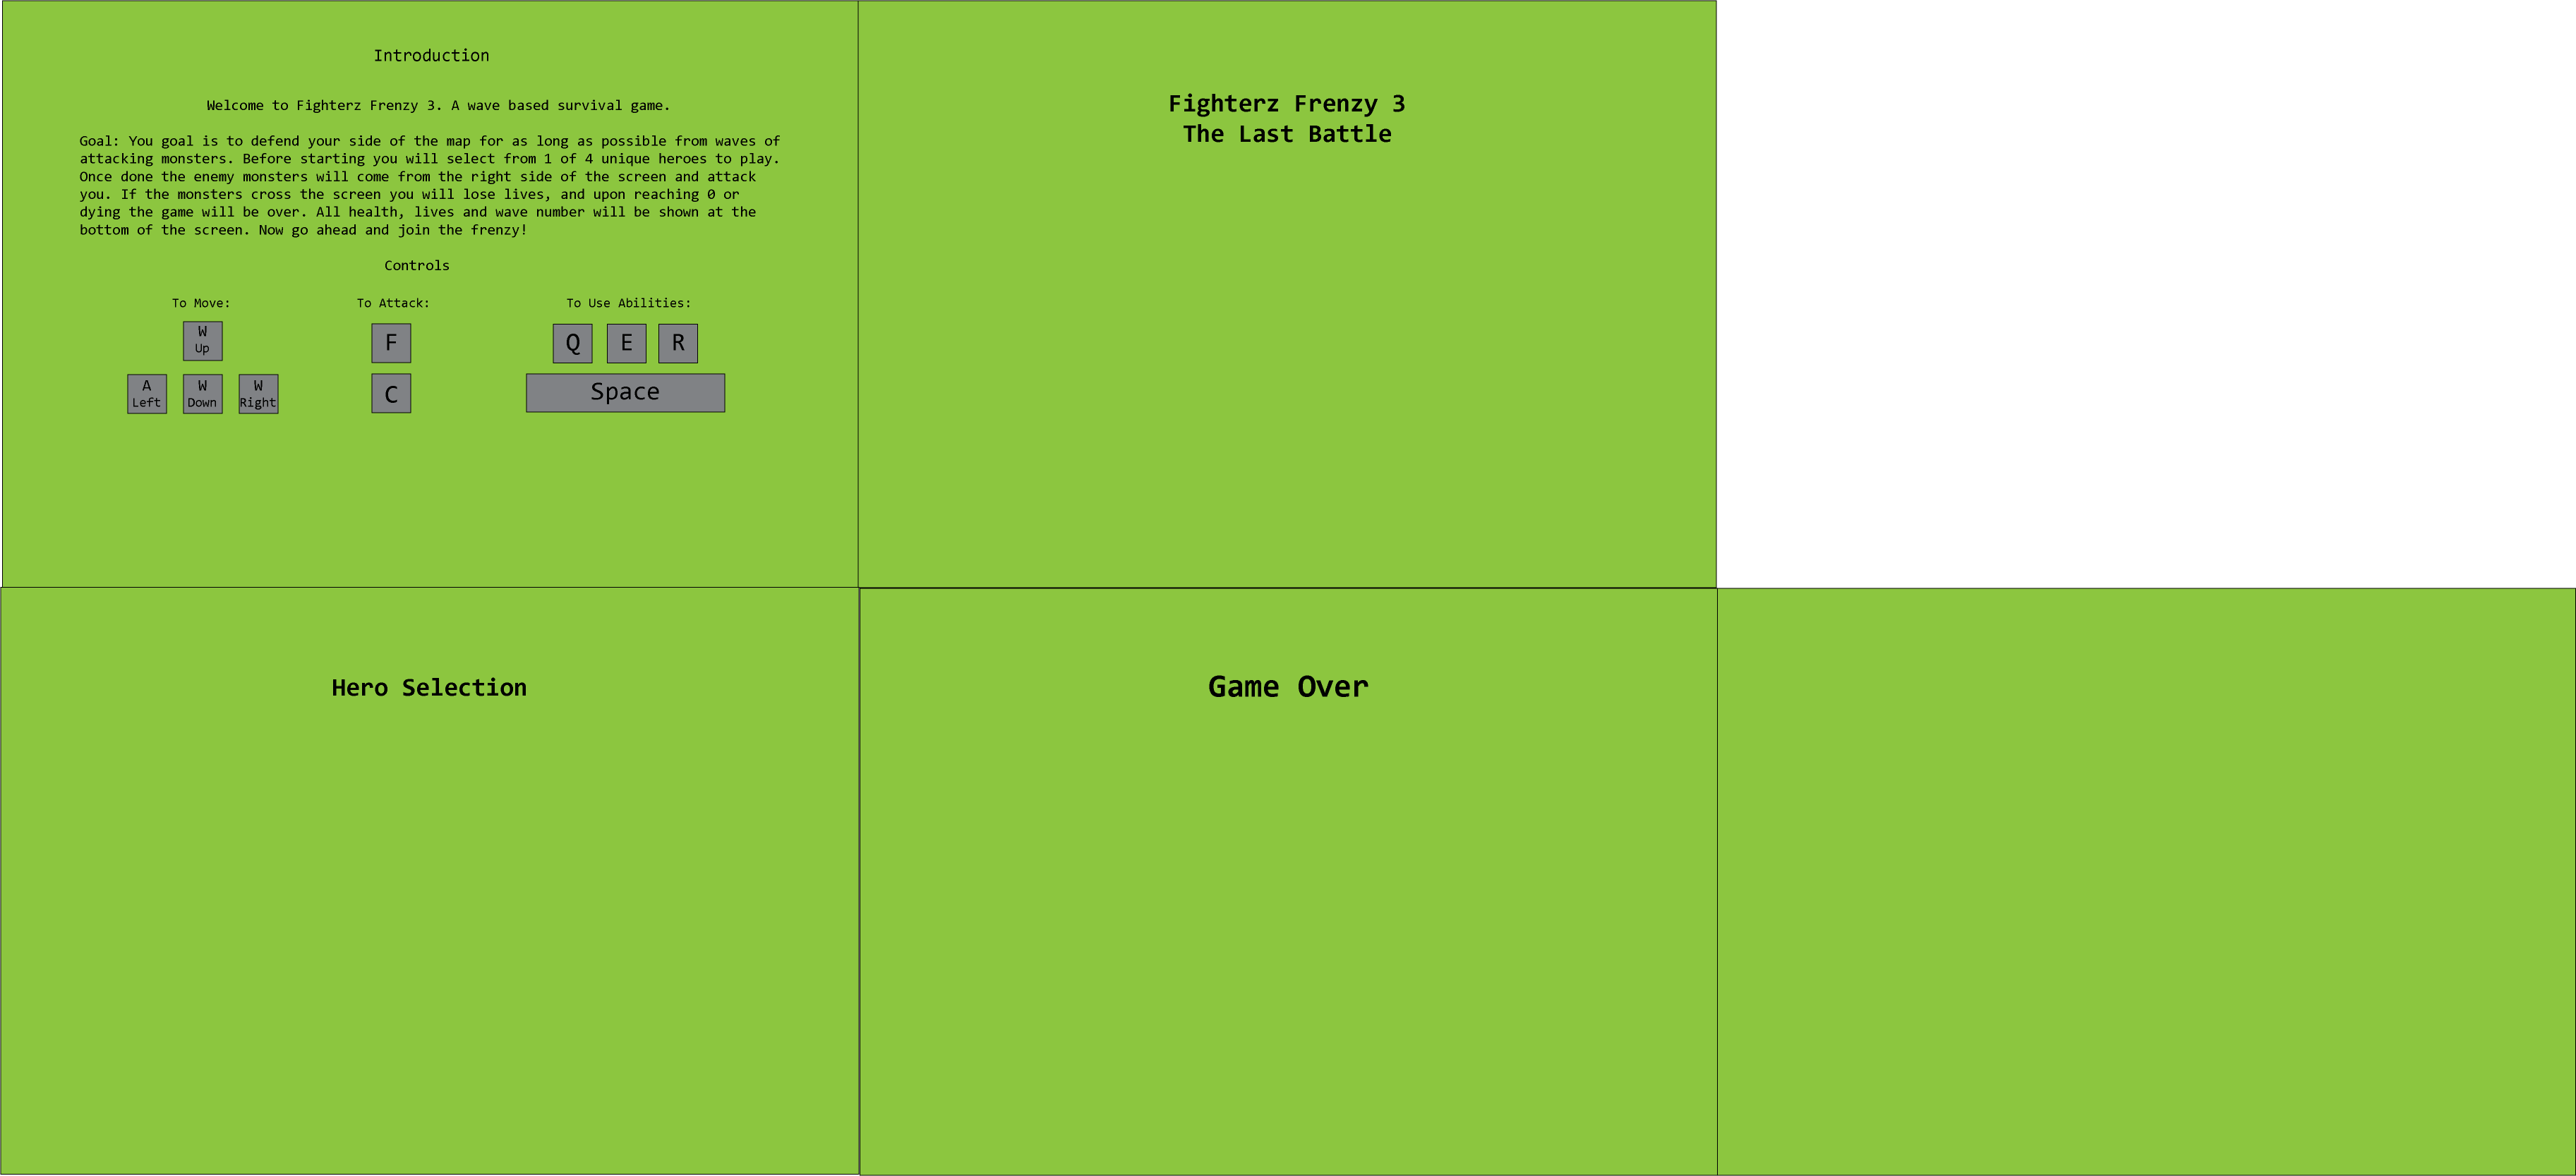 Introduction
Welcome to Fighterz Frenzy 3. A wave based survival game.
Goal: You goal is to defend your side of the map for as long as possible from waves of
attacking monsters. Before starting you will select from 1 of 4 unique heroes to play.
Once done the enemy monsters will come from the right side of the screen and attack
you. If the monsters cross the screen you will lose lives, and upon reaching 0 or
dying the game will be over. All health, lives and wave number will be shown at the
bottom of the screen. Now go ahead and join the frenzy!
Controls
To Move:
W
Up
A
Left
W
Down
W
Right
To Attack:
F
C
To Use Abilities:
Q
E
R
Space
Fighterz Frenzy 3
The Last Battle
Hero Selection
Game Over